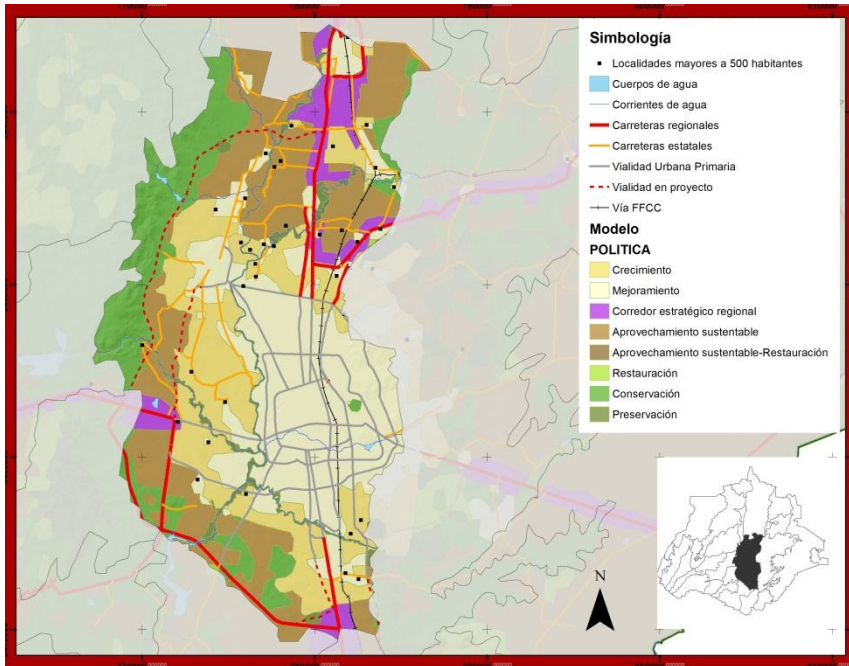 Simbología
Localidades mayores a 500 habitantes
Cuerpos de agua
Corrientes de agua
Carreteras regionales
Carreteras estatales
Vialidad Urbana Primaria
Vialidad en proyecto
Vía FFCC
Modelo
POLITICA
Crecimiento
Mejoramiento
Corredor estratégico regional
Aprovechamiento sustentable
Aprovechamiento sustentable-Restauración
Restauración
Conservación
Preservación
N